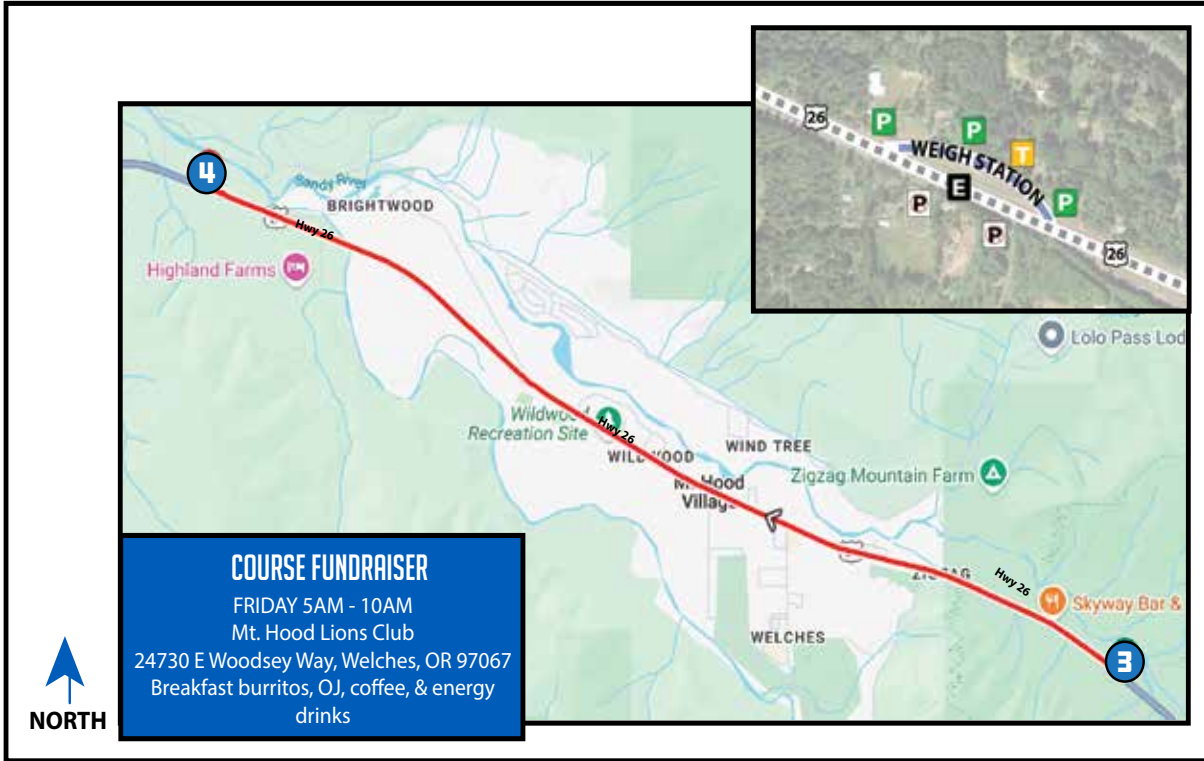 26
P
P
T
WEIGH STATION
E
P
P
P
26
4
Sandy River
BRIGHTWOOD
Hwy 26
Highland Farms
Lolo Pass Lod
Wildwood
Recreation Site
Hwy 26
WILDWOOD
WIND TREE
Mt. Hood
Village
Zigzag Mountain Farm
ZIGZAG
Hwy 26
Skyway Bar &
WELCHES
3
COURSE FUNDRAISER
FRIDAY 5AM - 10AM
Mt. Hood Lions Club
24730 E Woodsey Way, Welches, OR 97067
Breakfast burritos, OJ, coffee, & energy
drinks
NORTH